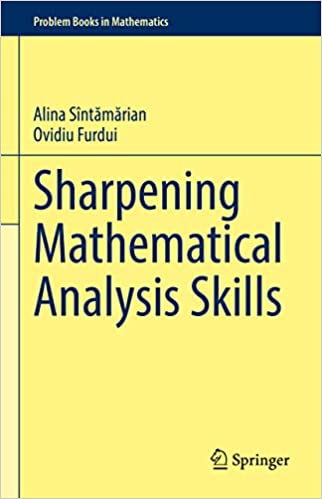 Problem Books in Mathematics
Alina Sîntămărian
Ovidiu Furdui
Sharpening
Mathematical
Analysis Skills
Springer